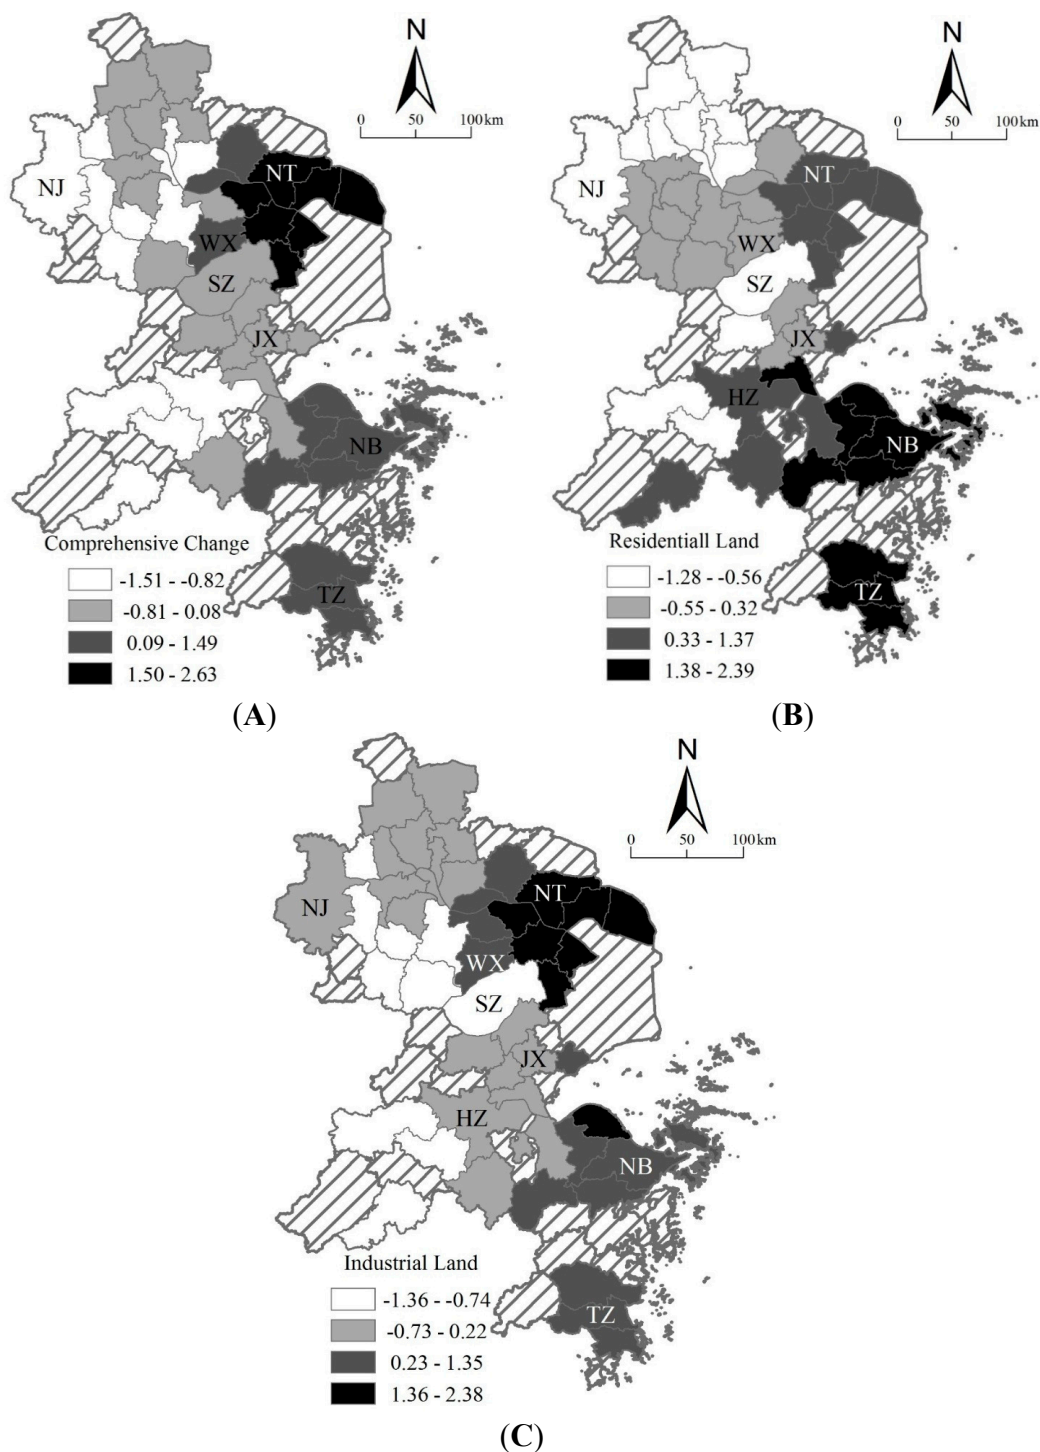 N
0 50 100km
NJ
NT
WX
SZ
JX
NB
TZ
Comprehensive Change
-1.51 - -0.82
-0.81 - 0.08
0.09 - 1.49
1.50 - 2.63
(A)
N
0 50 100km
NJ
NT
WX
SZ
JX
HZ
NB
TZ
Residentiall Land
-1.28 - -0.56
-0.55 - 0.32
0.33 - 1.37
1.38 - 2.39
(B)
N
0 50 100km
NJ
NT
WX
SZ
JX
HZ
NB
TZ
Industrial Land
-1.36 - -0.74
-0.73 - 0.22
0.23 - 1.35
1.36 - 2.38
(C)